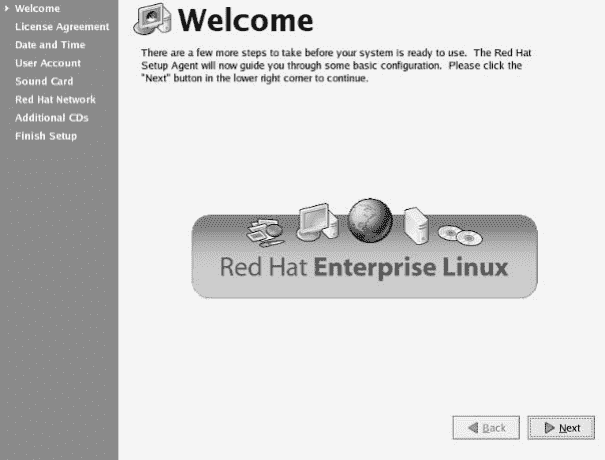 Welcome
License Agreement
Date and Time
User Account
Sound Card
Red Hat Network
Additional CDs
Finish Setup
Welcome
There are a few more steps to take before your system is ready to use. The Red Hat
Setup Agent will now guide you through some basic configuration. Please click the
"Next" button in the lower right corner to continue.
Red Hat Enterprise Linux
Back
Next